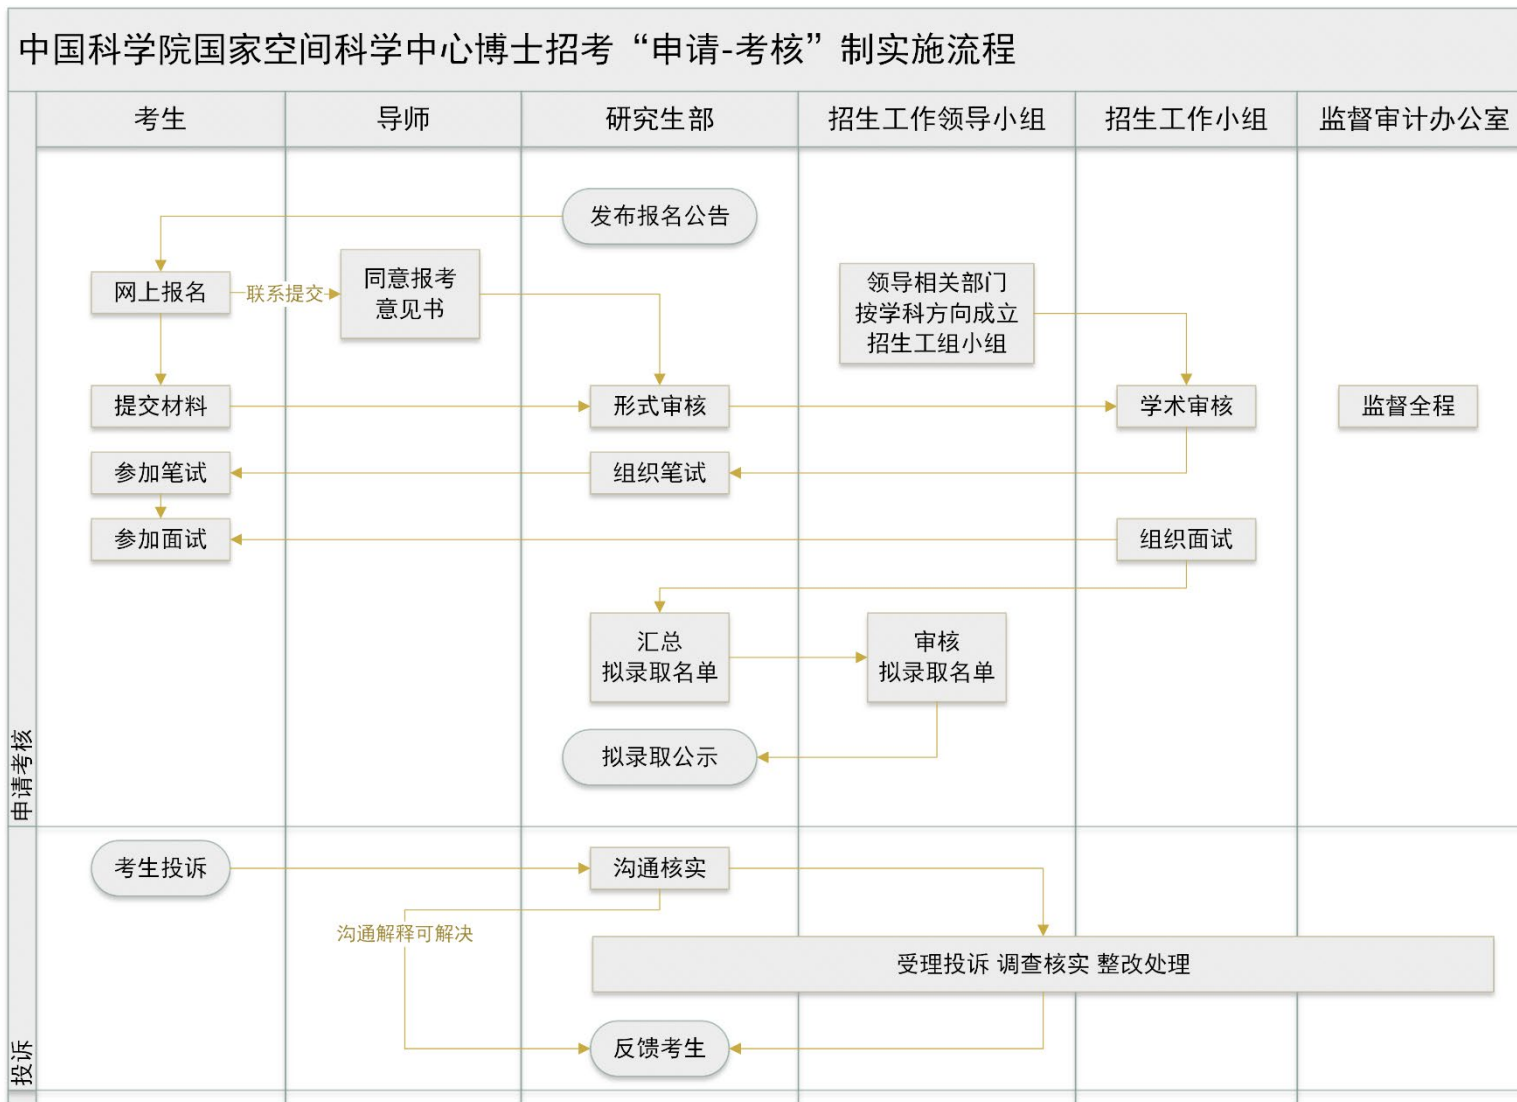 中国科学院国家空间科学中心博士招考“申请-考核”制实施流程
考生
导师
研究生部
招生工作领导小组
招生工作小组
监督审计办公室
发布报名公告
网上报名
联系提交
同意报考
意见书
领导相关部门
按学科方向成立
招生工组小组
提交材料
形式审核
学术审核
监督全程
参加笔试
组织笔试
参加面试
组织面试
汇总
拟录取名单
审核
拟录取名单
拟录取公示
申请考核
考生投诉
沟通核实
沟通解释可解决
受理投诉 调查核实 整改处理
反馈考生
投诉